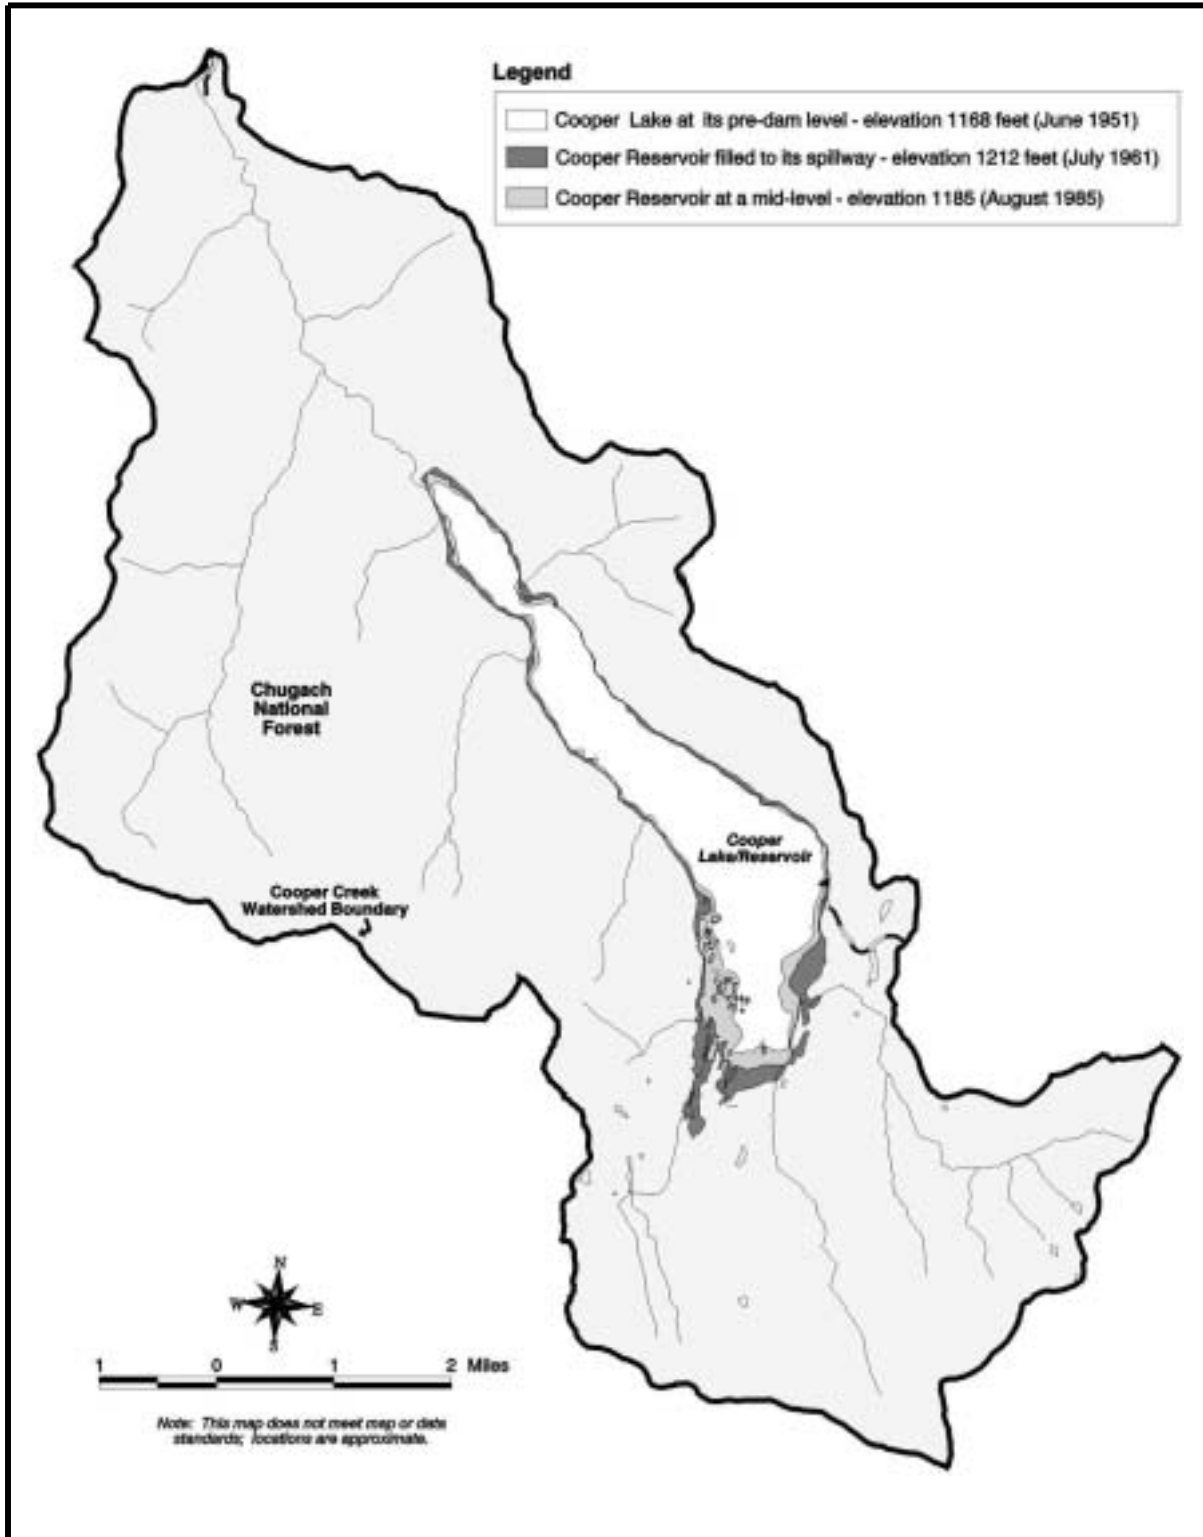 Legend
Cooper Lake at its pre-dam level - elevation 1168 feet (June 1951)
Cooper Reservoir filled to its spillway - elevation 1212 feet (July 1961)
Cooper Reservoir at a mid-level - elevation 1185 (August 1985)
Chugach
National
Forest
Cooper
Lake/Reservoir
Cooper Creek
Watershed Boundary
N
W
E
S
1 0 1 2 Miles
Note: This map does not meet map or data
standards; locations are approximate.